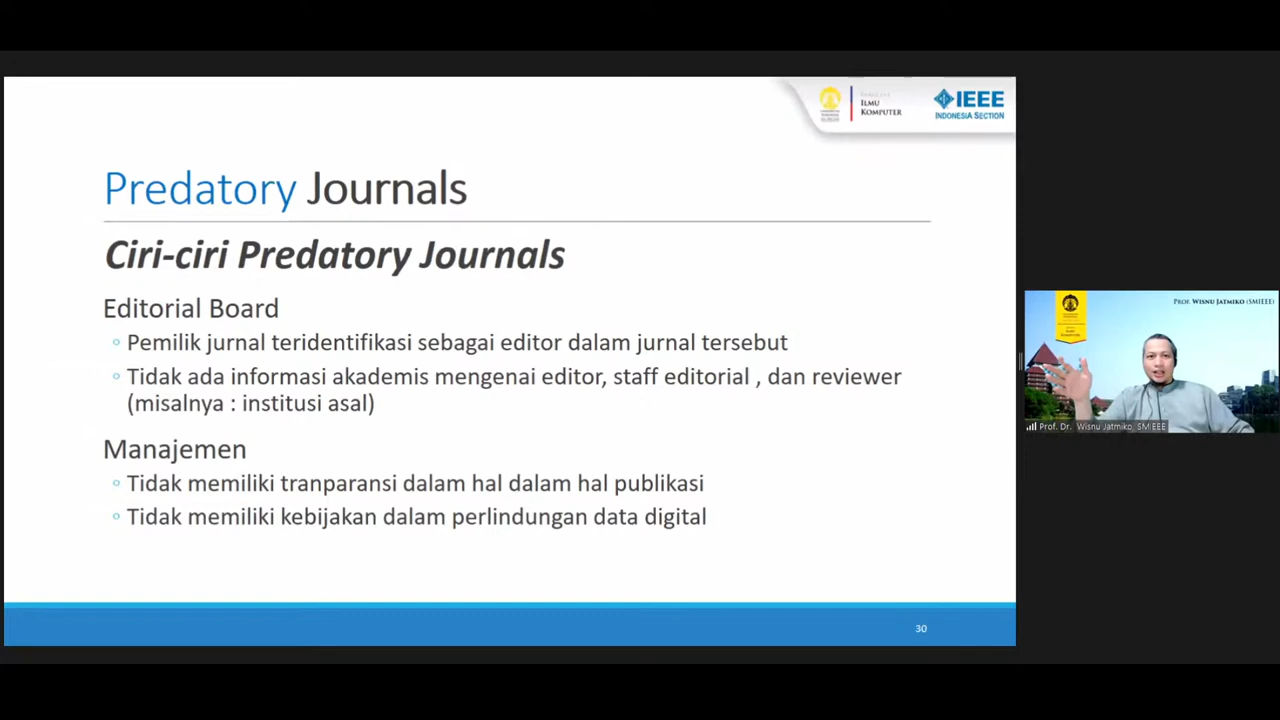 FAKULTAS
ILMU
KOMPUTER
IEEE
INDONESIA SECTION
Predatory Journals
Ciri-ciri Predatory Journals
Editorial Board
Pemilik jurnal teridentifikasi sebagai editor dalam jurnal tersebut
Tidak ada informasi akademis mengenai editor, staff editorial , dan reviewer
(misalnya : institusi asal)
Manajemen
Tidak memiliki tranparansi dalam hal dalam hal publikasi
Tidak memiliki kebijakan dalam perlindungan data digital
30
Prof. Wisnu Jatmiko (SMIEEE)
Prof. Dr. Wisnu Jatmiko, SMIEEE